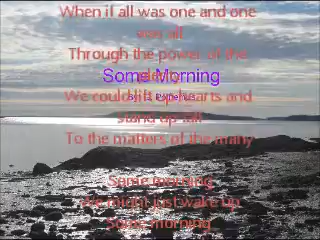 When if all was one and one
was all
Through the power of the
Some Morning
We could lift up hearts and
stand up tall
To the matters of the many
Some morning
We might just wake up
Some morning